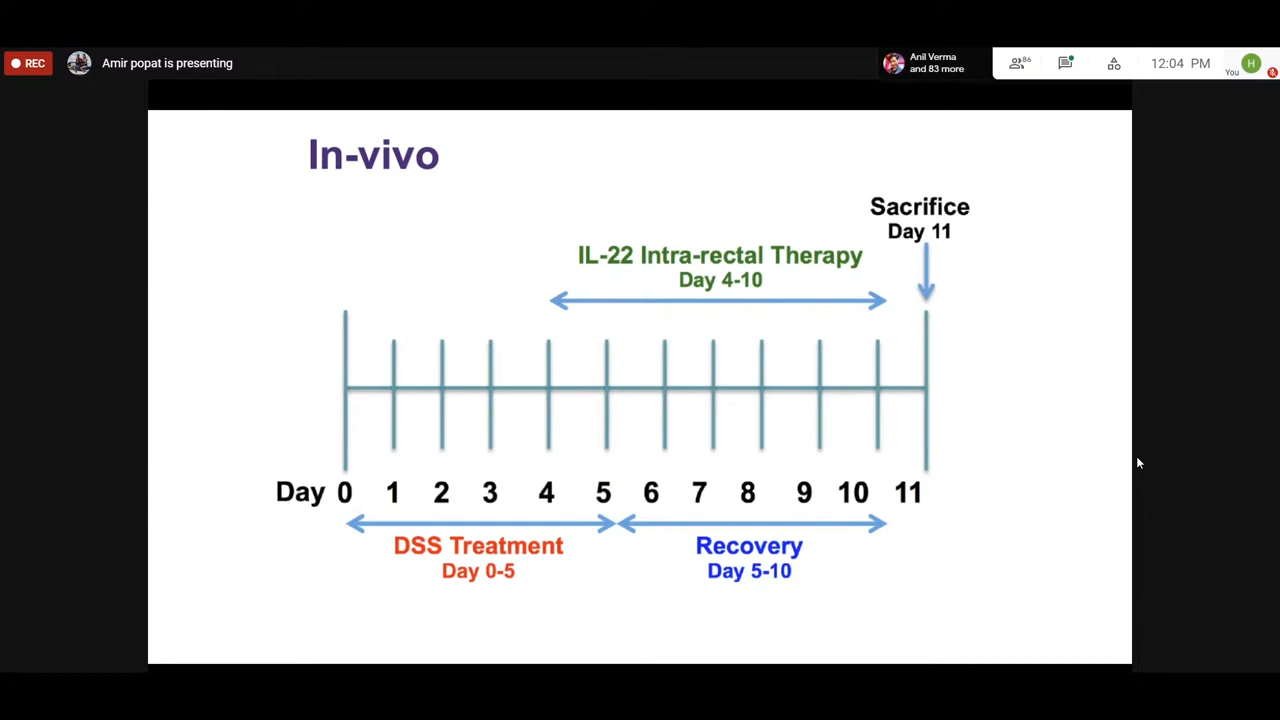 REC
Amir popat is presenting
Anil Verma
and 83 more
86
12:04 PM
You
H
In-vivo
Sacrifice
Day 11
IL-22 Intra-rectal Therapy
Day 4-10
Day 0 1 2 3 4 5 6 7 8 9 10 11
DSS Treatment
Day 0-5
Recovery
Day 5-10